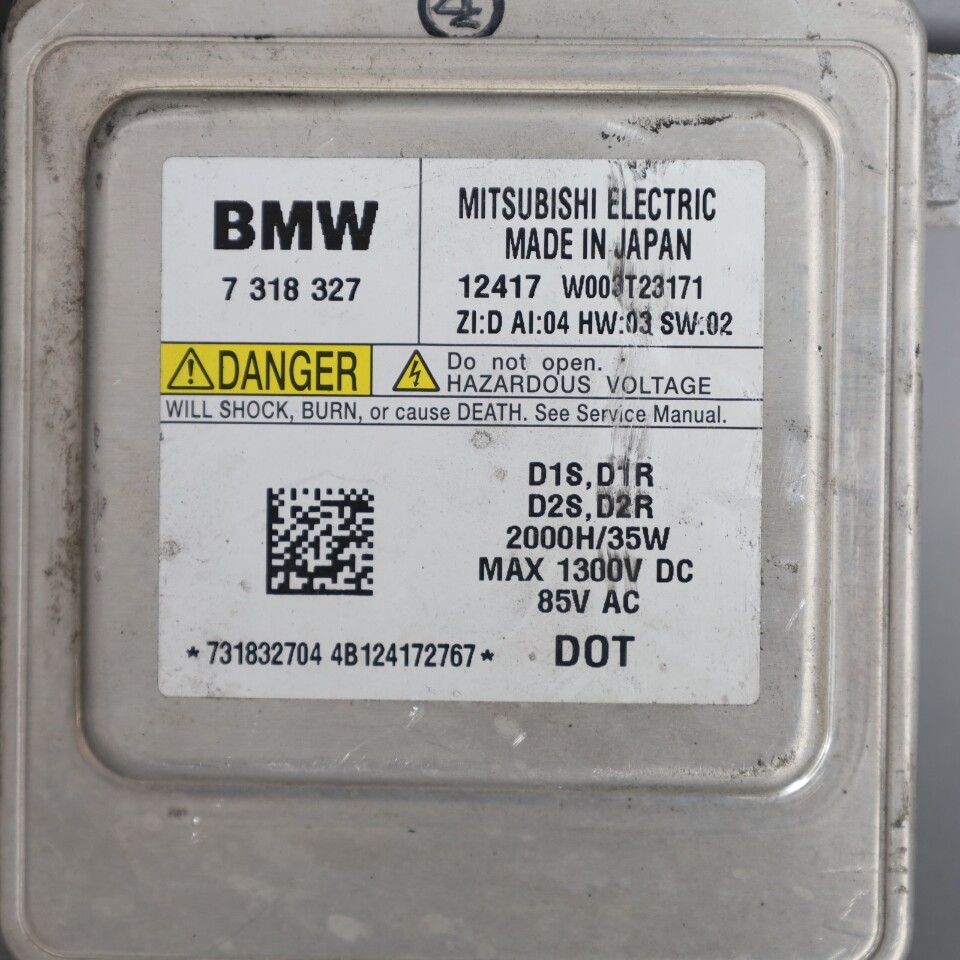 4
BMW
7 318 327
MITSUBISHI ELECTRIC
MADE IN JAPAN
12417 W003T23171
ZI:D AI:04 HW:03 SW:02
DANGER
Do not open.
HAZARDOUS VOLTAGE
WILL SHOCK, BURN, or cause DEATH. See Service Manual.
D1S,D1R
D2S,D2R
2000H/35W
MAX 1300V DC
85V AC
DOT
*731832704 4B124172767*